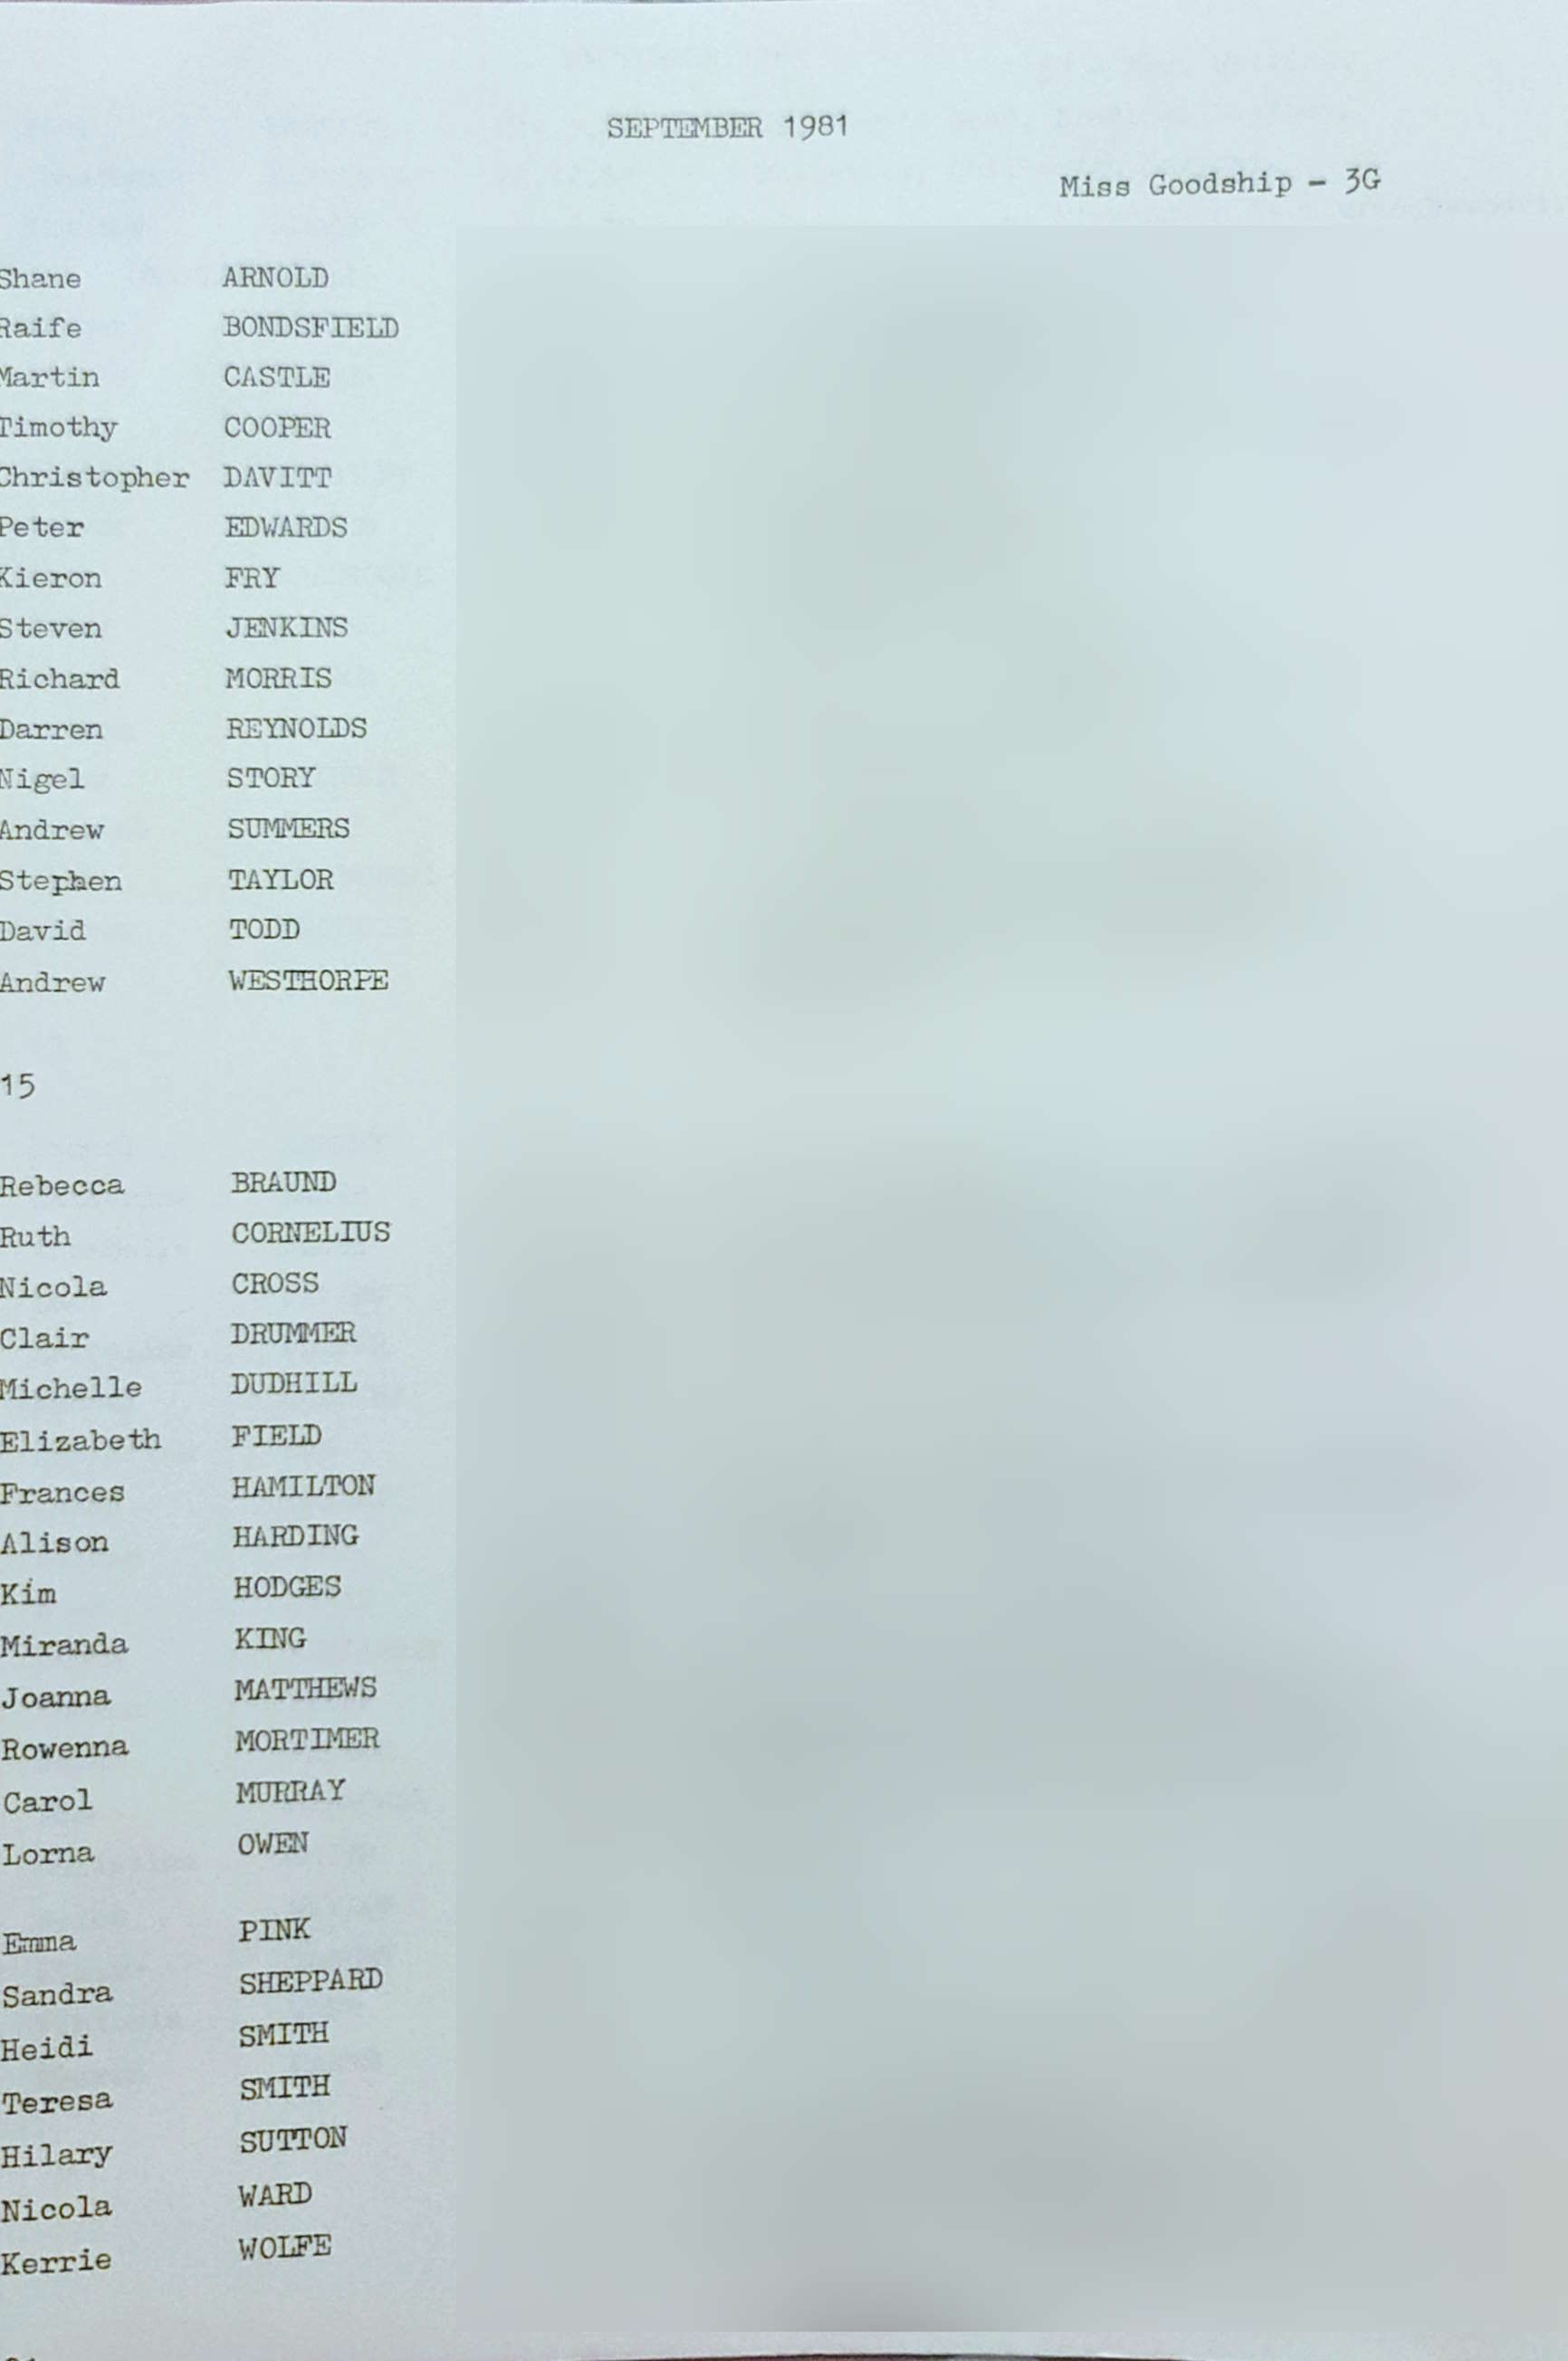 SEPTEMBER 1981
Miss Goodship - 3G
Shane ARNOLD
Raife BONDSFIELD
Martin CASTLE
Timothy COOPER
Christopher DAVITT
Peter EDWARDS
Kieron FRY
Steven JENKINS
Richard MORRIS
Darren REYNOLDS
Nigel STORY
Andrew SUMMERS
Stephen TAYLOR
David TODD
Andrew WESTHORPE
15
Rebecca BRAUND
Ruth CORNELIUS
Nicola CROSS
Clair DRUMMER
Michelle DUDHILL
Elizabeth FIELD
Frances HAMILTON
Alison HARDING
Kim HODGES
Miranda KING
Joanna MATTHEWS
Rowenna MORTIMER
Carol MURRAY
Lorna OWEN
Emma PINK
Sandra SHEPPARD
Heidi SMITH
Teresa SMITH
Hilary SUTTON
Nicola WARD
Kerrie WOLFE